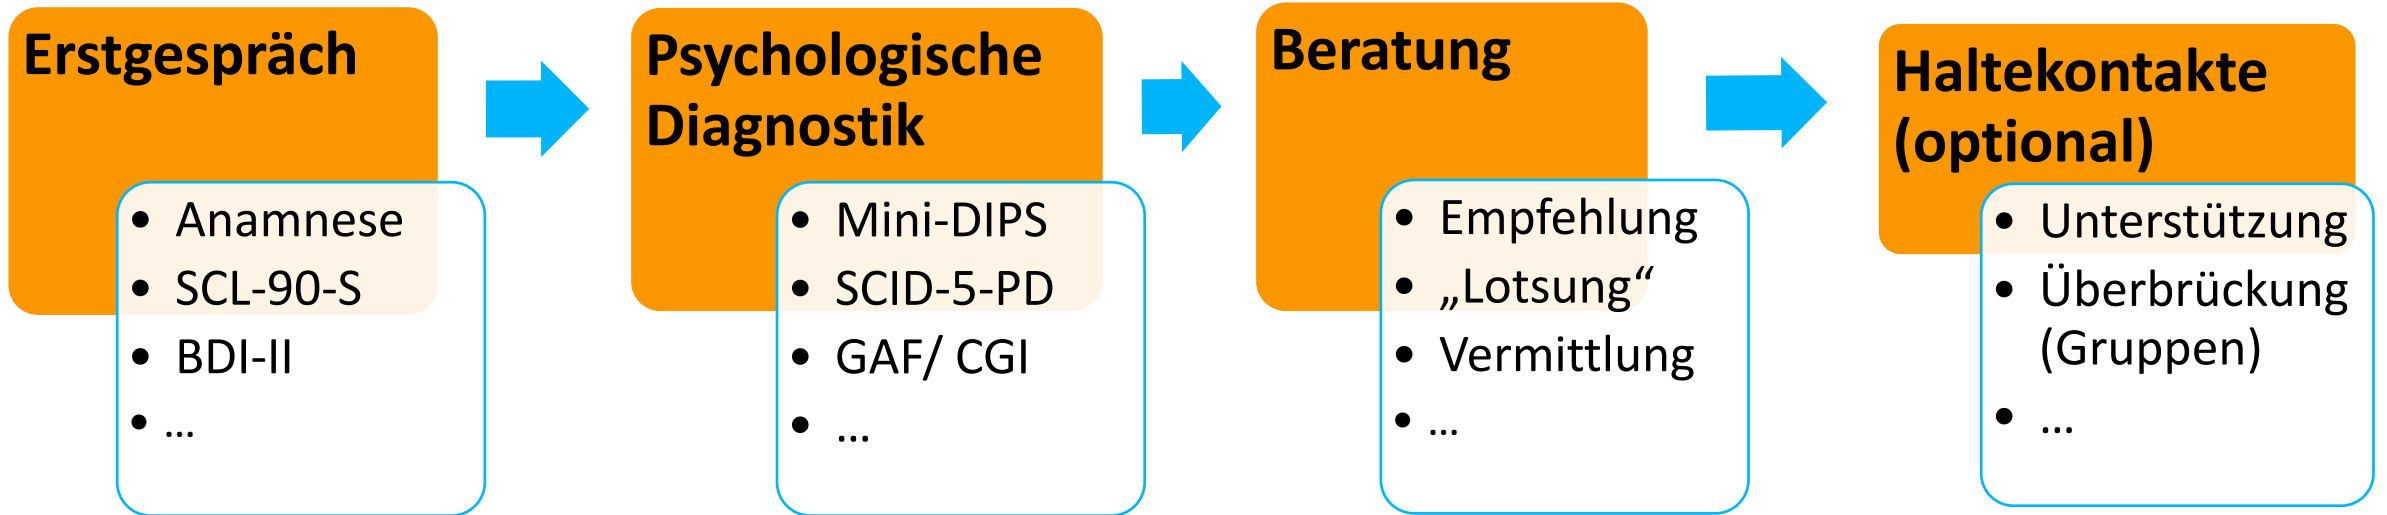 Erstgespräch
• Anamnese
• SCL-90-S
• BDI-II
• ...
Psychologische
Diagnostik
• Mini-DIPS
• SCID-5-PD
• GAF/ CGI
• ...
Beratung
• Empfehlung
• „Lotsung“
• Vermittlung
• ...
Haltekontakte
(optional)
• Unterstützung
• Überbrückung
(Gruppen)
• ...